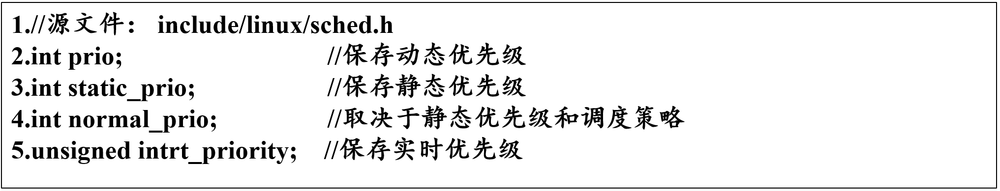 1.//源文件： include/linux/sched.h
2.int prio; //保存动态优先级
3.int static_prio; //保存静态优先级
4.int normal_prio; //取决于静态优先级和调度策略
5.unsigned intrt_priority; //保存实时优先级